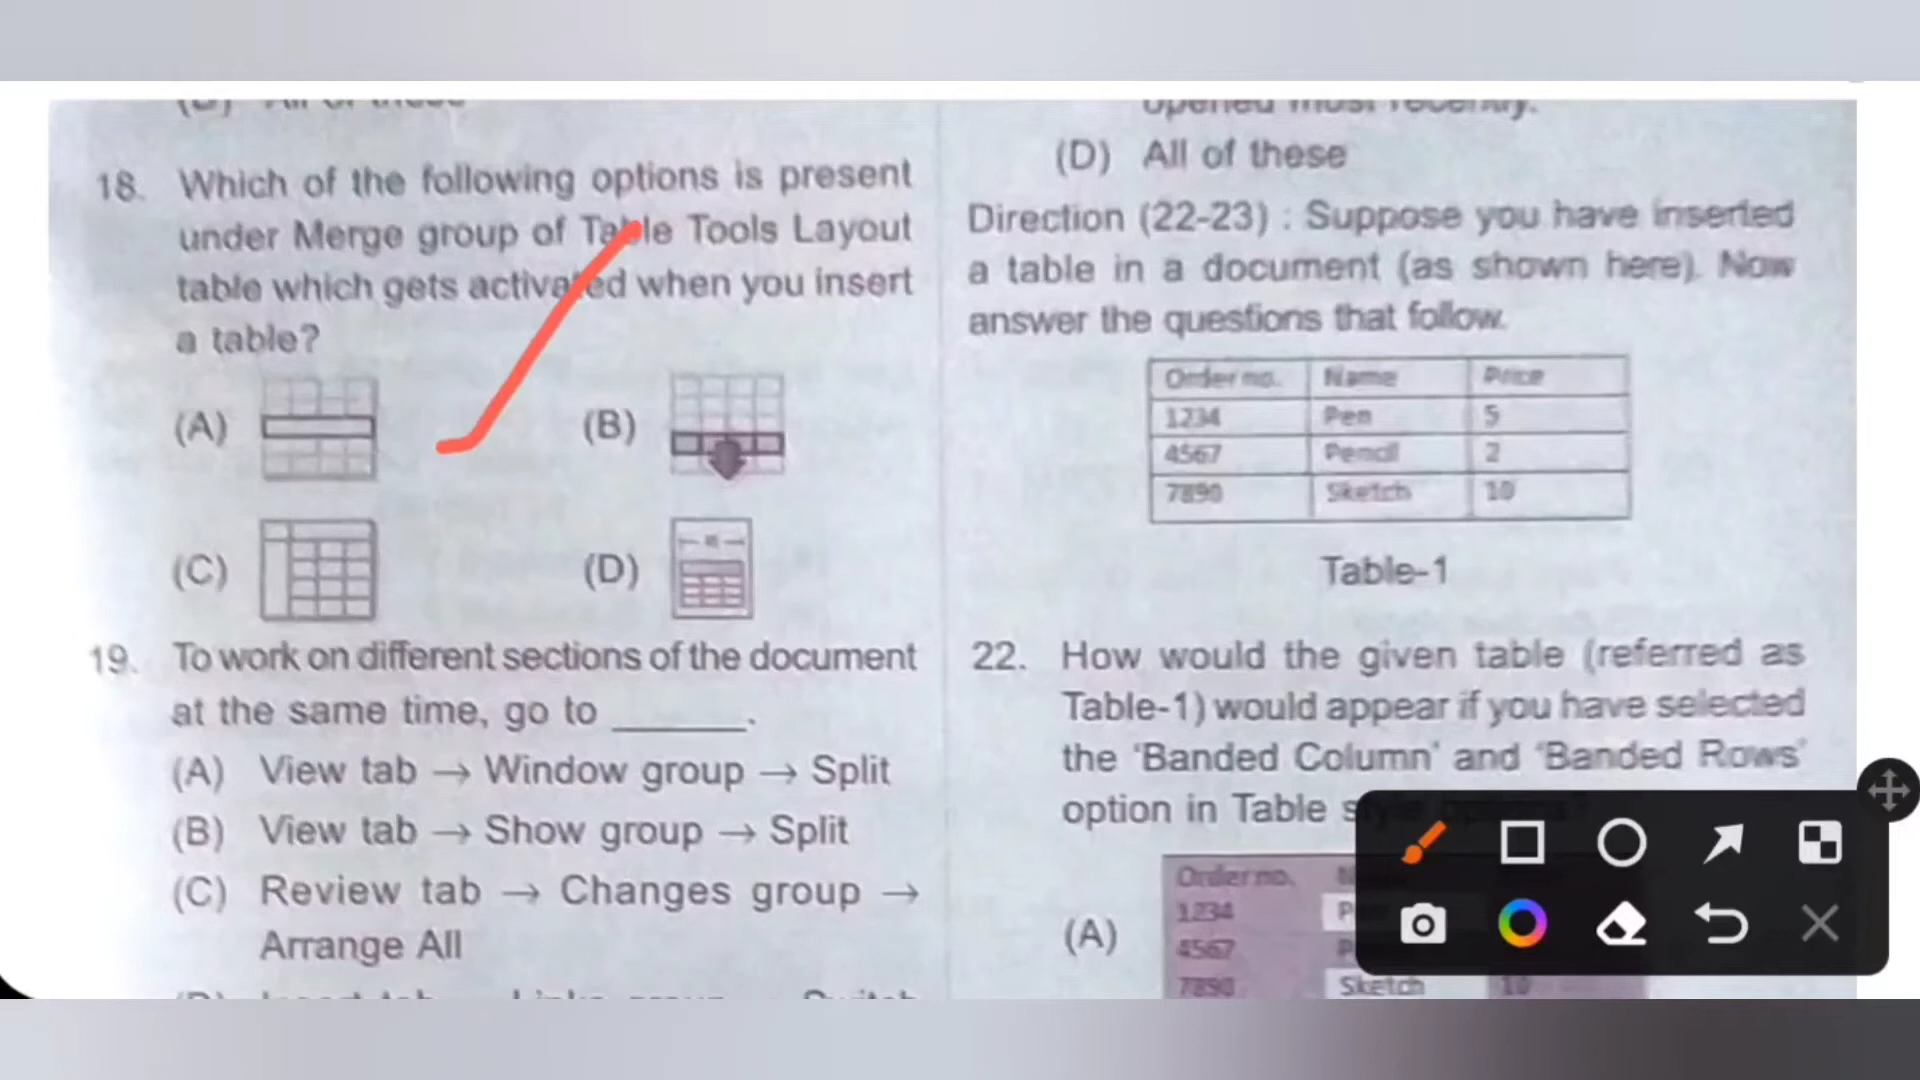 18. Which of the following options is present
under Merge group of Table Tools Layout
table which gets activated when you insert
a table?
(A)
(B)
(C)
(D)
19. To work on different sections of the document
at the same time, go to ______.
(A) View tab → Window group → Split
(B) View tab → Show group → Split
(C) Review tab → Changes group →
Arrange All
opened most recently.
(D) All of these
Direction (22-23) : Suppose you have inserted
a table in a document (as shown here). Now
answer the questions that follow.
Order no. Name Price
1234 Pen 5
4567 Pencil 2
7890 Sketch 10
Table-1
22. How would the given table (referred as
Table-1) would appear if you have selected
the 'Banded Column' and 'Banded Rows'
option in Table style options?
(A)
Order no.
1234
4567
7890 Sketch 10